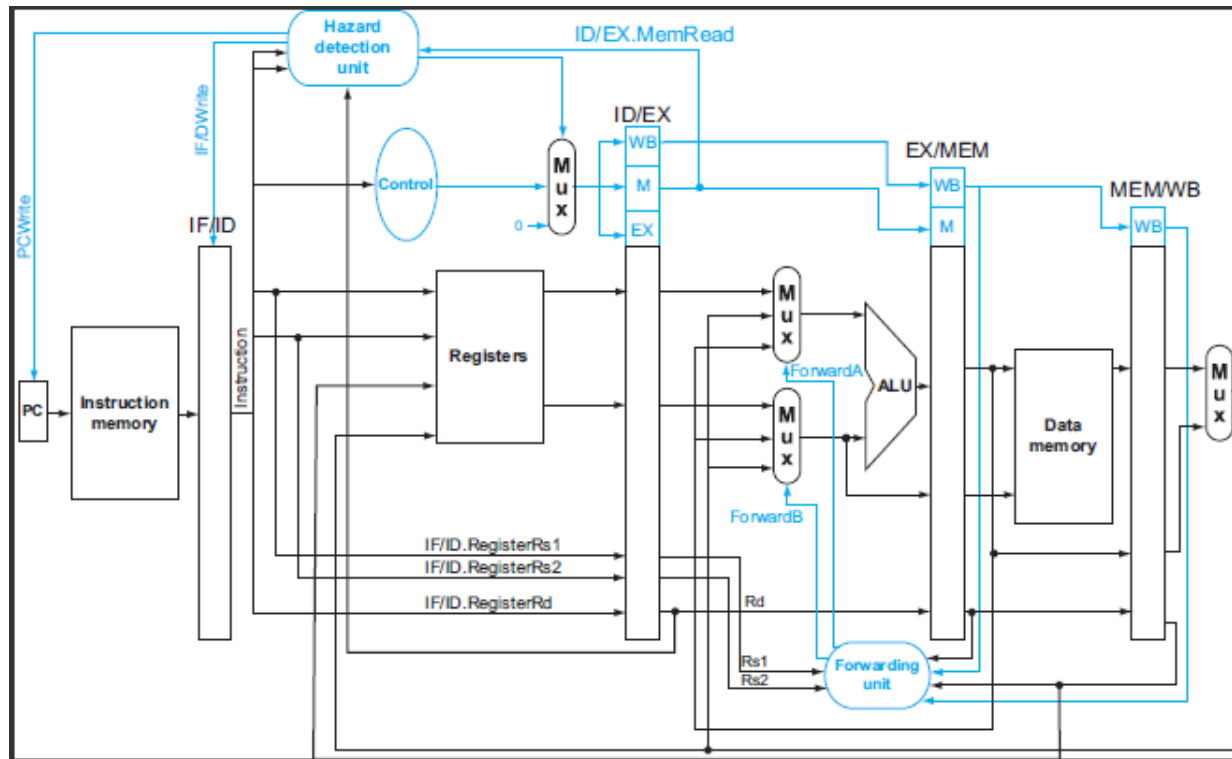 Hazard
detection
unit
ID/EX.MemRead
PCWrite
IF/DWrite
ID/EX
Control
M
u
x
0
WB
M
EX
EX/MEM
WB
M
MEM/WB
WB
IF/ID
PC
Instruction
memory
Instruction
Registers
M
u
x
ForwardA
M
u
x
ForwardB
ALU
Data
memory
M
u
x
IF/ID.RegisterRs1
IF/ID.RegisterRs2
IF/ID.RegisterRd
Rd
Rs1
Rs2
Forwarding
unit